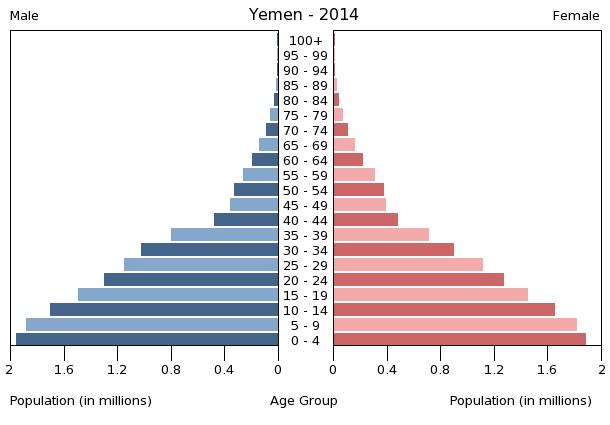 Yemen - 2014
Male
Female
100+
95 - 99
90 - 94
85 - 89
80 - 84
75 - 79
70 - 74
65 - 69
60 - 64
55 - 59
50 - 54
45 - 49
40 - 44
35 - 39
30 - 34
25 - 29
20 - 24
15 - 19
10 - 14
5 - 9
0 - 4
2 1.6 1.2 0.8 0.4 0 0 0.4 0.8 1.2 1.6 2
Population (in millions) Age Group Population (in millions)